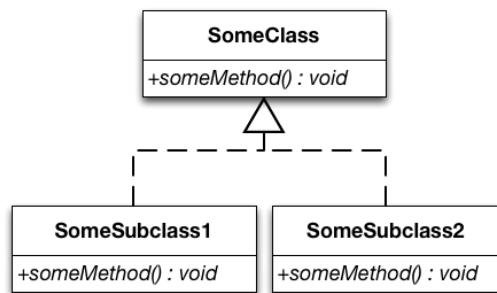 SomeClass
+someMethod() : void
SomeSubclass1
+someMethod() : void
SomeSubclass2
+someMethod() : void